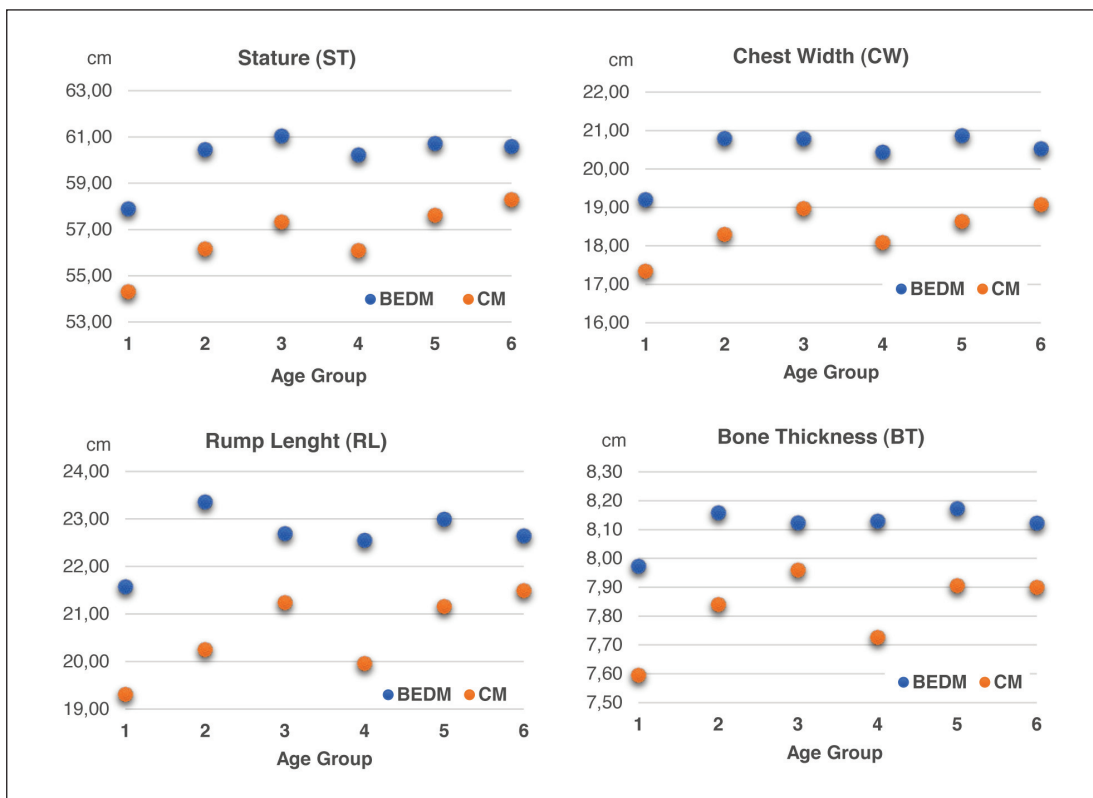 Stature (ST)
cm
63,00
61,00
59,00
57,00
55,00
53,00
BEDM CM
1 2 3 4 5 6
Age Group
Chest Width (CW)
cm
22,00
21,00
20,00
19,00
18,00
17,00
16,00
BEDM CM
1 2 3 4 5 6
Age Group
Rump Lenght (RL)
cm
24,00
23,00
22,00
21,00
20,00
19,00
BEDM CM
1 2 3 4 5 6
Age Group
Bone Thickness (BT)
cm
8,30
8,20
8,10
8,00
7,90
7,80
7,70
7,60
7,50
BEDM CM
1 2 3 4 5 6
Age Group